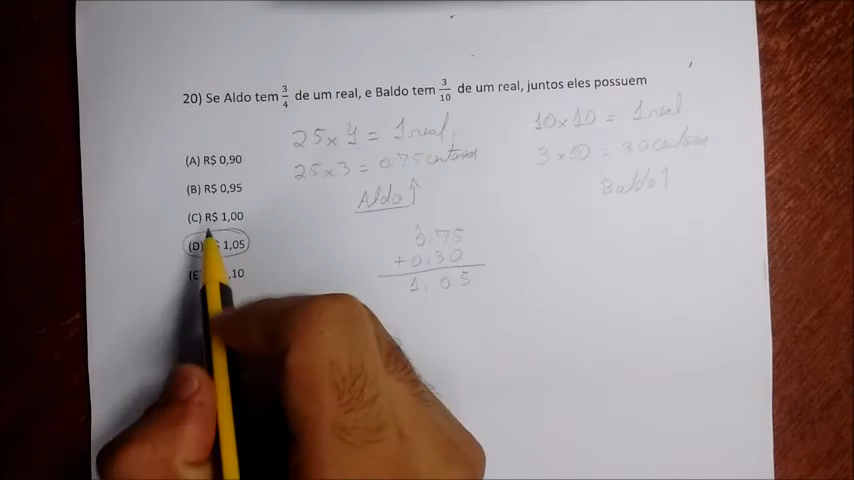 20) Se Aldo tem 3/4 de um real, e Baldo tem 3/10 de um real, juntos eles possuem
(A) R$ 0,90
(B) R$ 0,95
(C) R$ 1,00
(D) $ 1,05
(E) ,10
25 x 4 = 1 real
25 x 3 = 0.75 centavos
Aldo ↑
0.75
+ 0.30
1.05
10 x 10 = 1 real
3 x 10 = 30 centavos
Baldo ↑